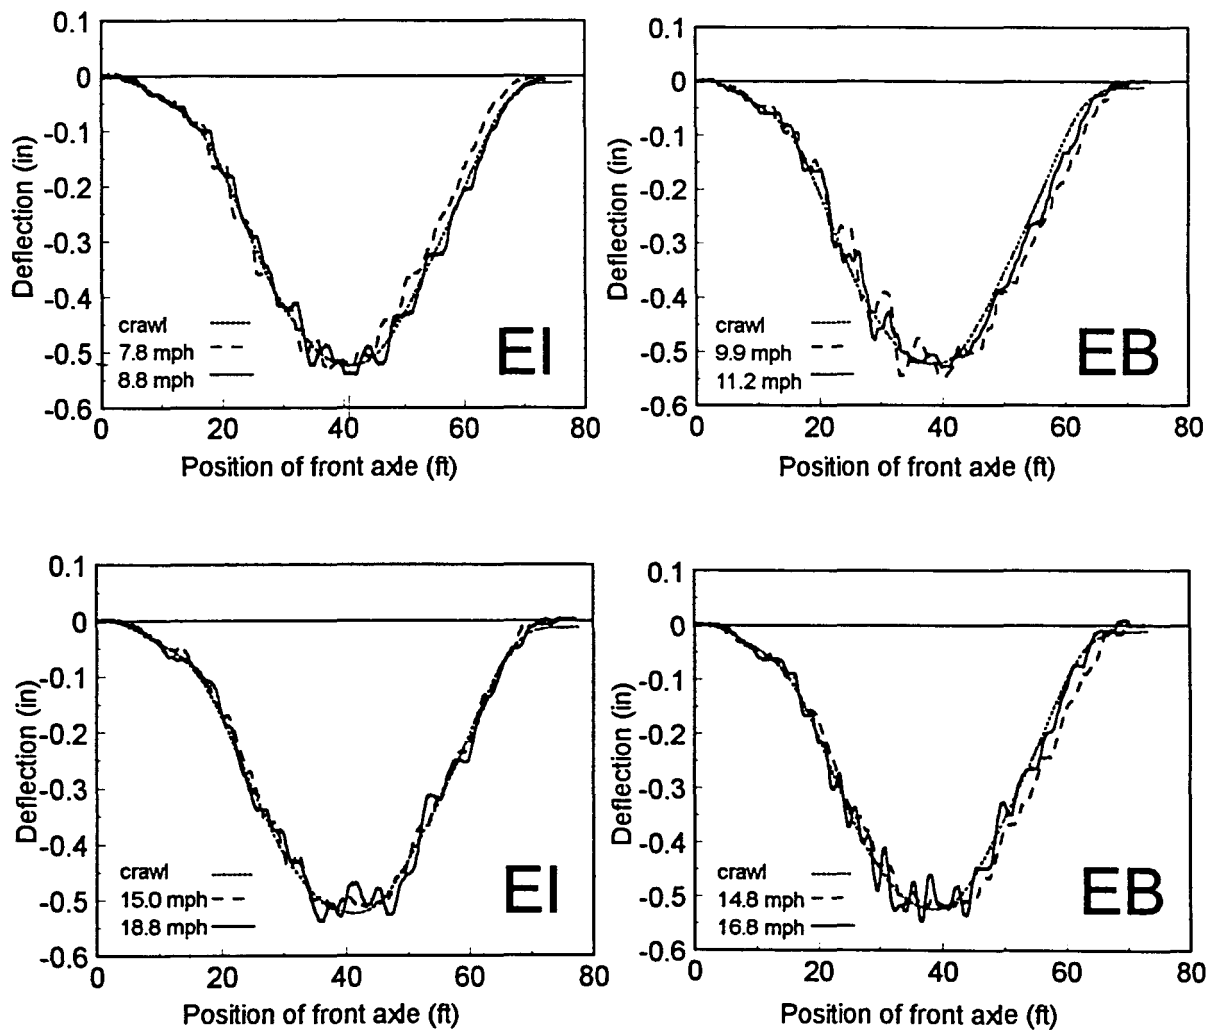 0.1
0
-0.1
-0.2
-0.3
-0.4
-0.5
-0.6
Deflection (in)
crawl
7.8 mph
8.8 mph
EI
0 20 40 60 80
Position of front axle (ft)
0.1
0
-0.1
-0.2
-0.3
-0.4
-0.5
-0.6
Deflection (in)
crawl
9.9 mph
11.2 mph
EB
0 20 40 60 80
Position of front axle (ft)
0.1
0
-0.1
-0.2
-0.3
-0.4
-0.5
-0.6
Deflection (in)
crawl
15.0 mph
18.8 mph
EI
0 20 40 60 80
Position of front axle (ft)
0.1
0
-0.1
-0.2
-0.3
-0.4
-0.5
-0.6
Deflection (in)
crawl
14.8 mph
16.8 mph
EB
0 20 40 60 80
Position of front axle (ft)